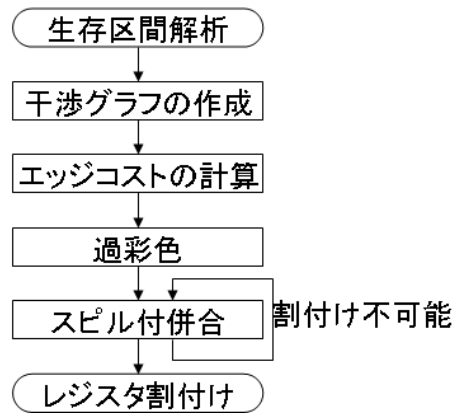 生存区間解析
干渉グラフの作成
エッジコストの計算
過彩色
スピル付併合
割付け不可能
レジスタ割付け